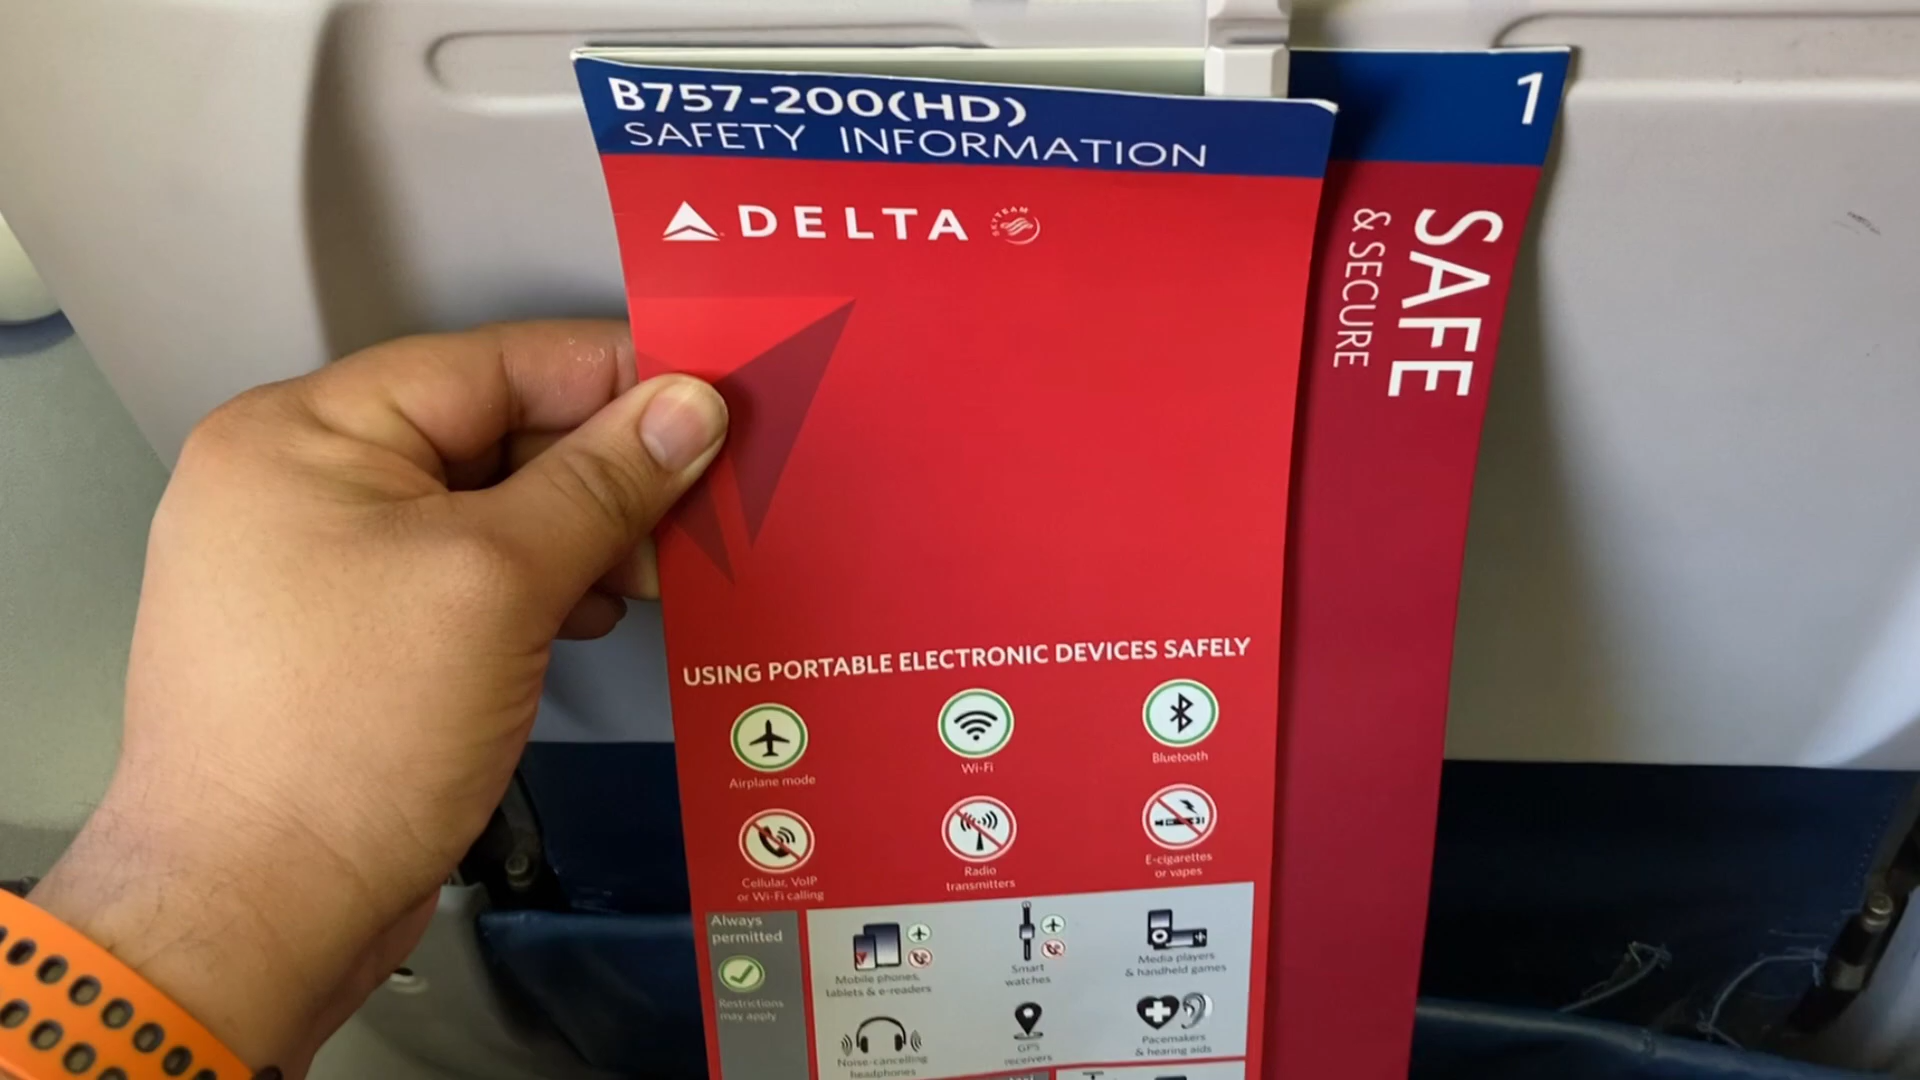 B757-200(HD)
SAFETY INFORMATION
DELTA
SKYTEAM
1
SAFE
& SECURE
USING PORTABLE ELECTRONIC DEVICES SAFELY
Airplane mode
Wi-Fi
Bluetooth
Cellular, VoIP
or Wi-Fi calling
Radio
transmitters
E-cigarettes
or vapes
Always
permitted
Restrictions
may apply
Mobile phones,
tablets & e-readers
Smart
watches
Media players
& handheld games
Noise-cancelling
headphones
GPS
receivers
Pacemakers
& hearing aids